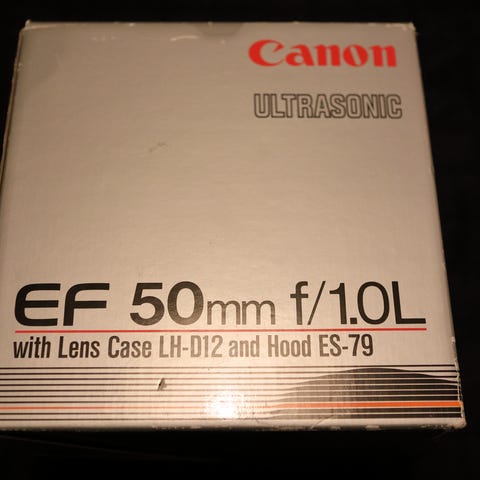 Canon
ULTRASONIC
EF 50mm f/1.0L
with Lens Case LH-D12 and Hood ES-79